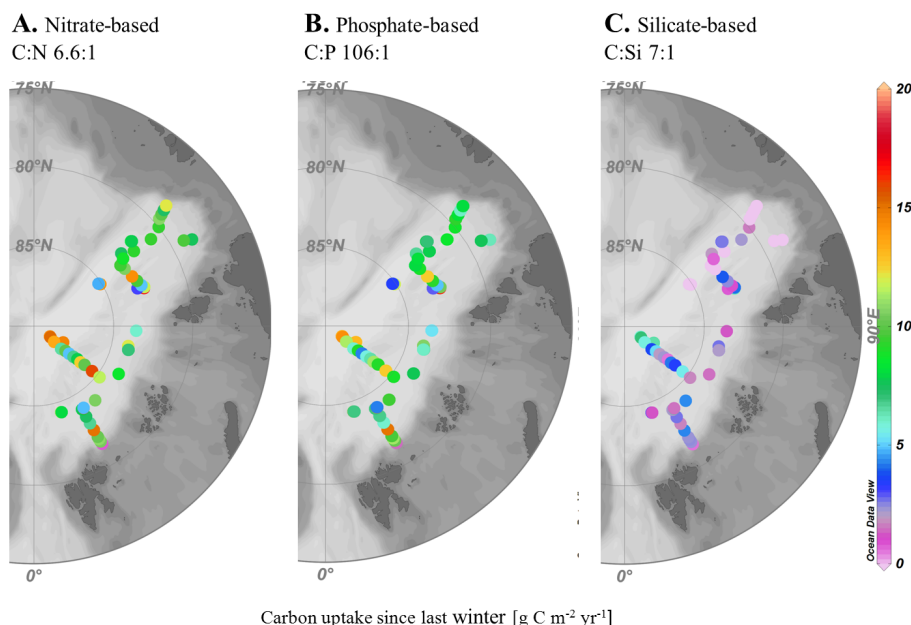 A. Nitrate-based
C:N 6.6:1
B. Phosphate-based
C:P 106:1
C. Silicate-based
C:Si 7:1
75°N
80°N
85°N
0°
75°N
80°N
85°N
0°
75°N
80°N
85°N
0°
90°E
20
15
10
5
0
Ocean Data View
Carbon uptake since last winter [g C m⁻² yr⁻¹]